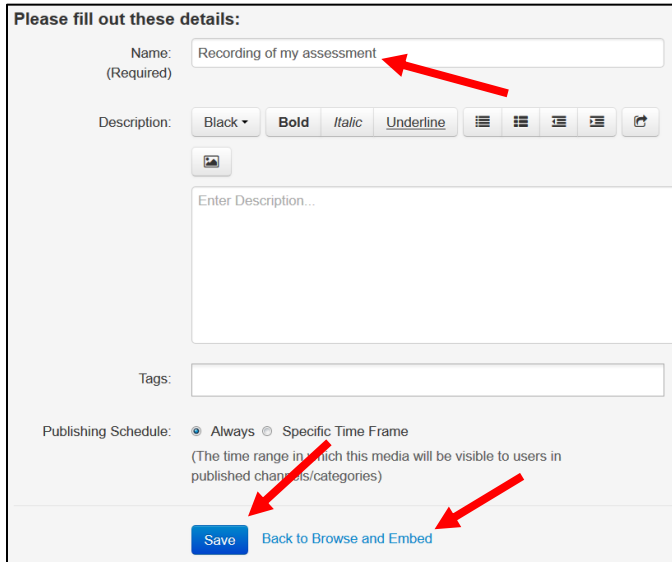 Please fill out these details:
Name: Recording of my assessment
(Required)
Description: Black Bold Italic Underline
Enter Description...
Tags:
Publishing Schedule: Always Specific Time Frame
(The time range in which this media will be visible to users in
published channels/categories)
Save Back to Browse and Embed